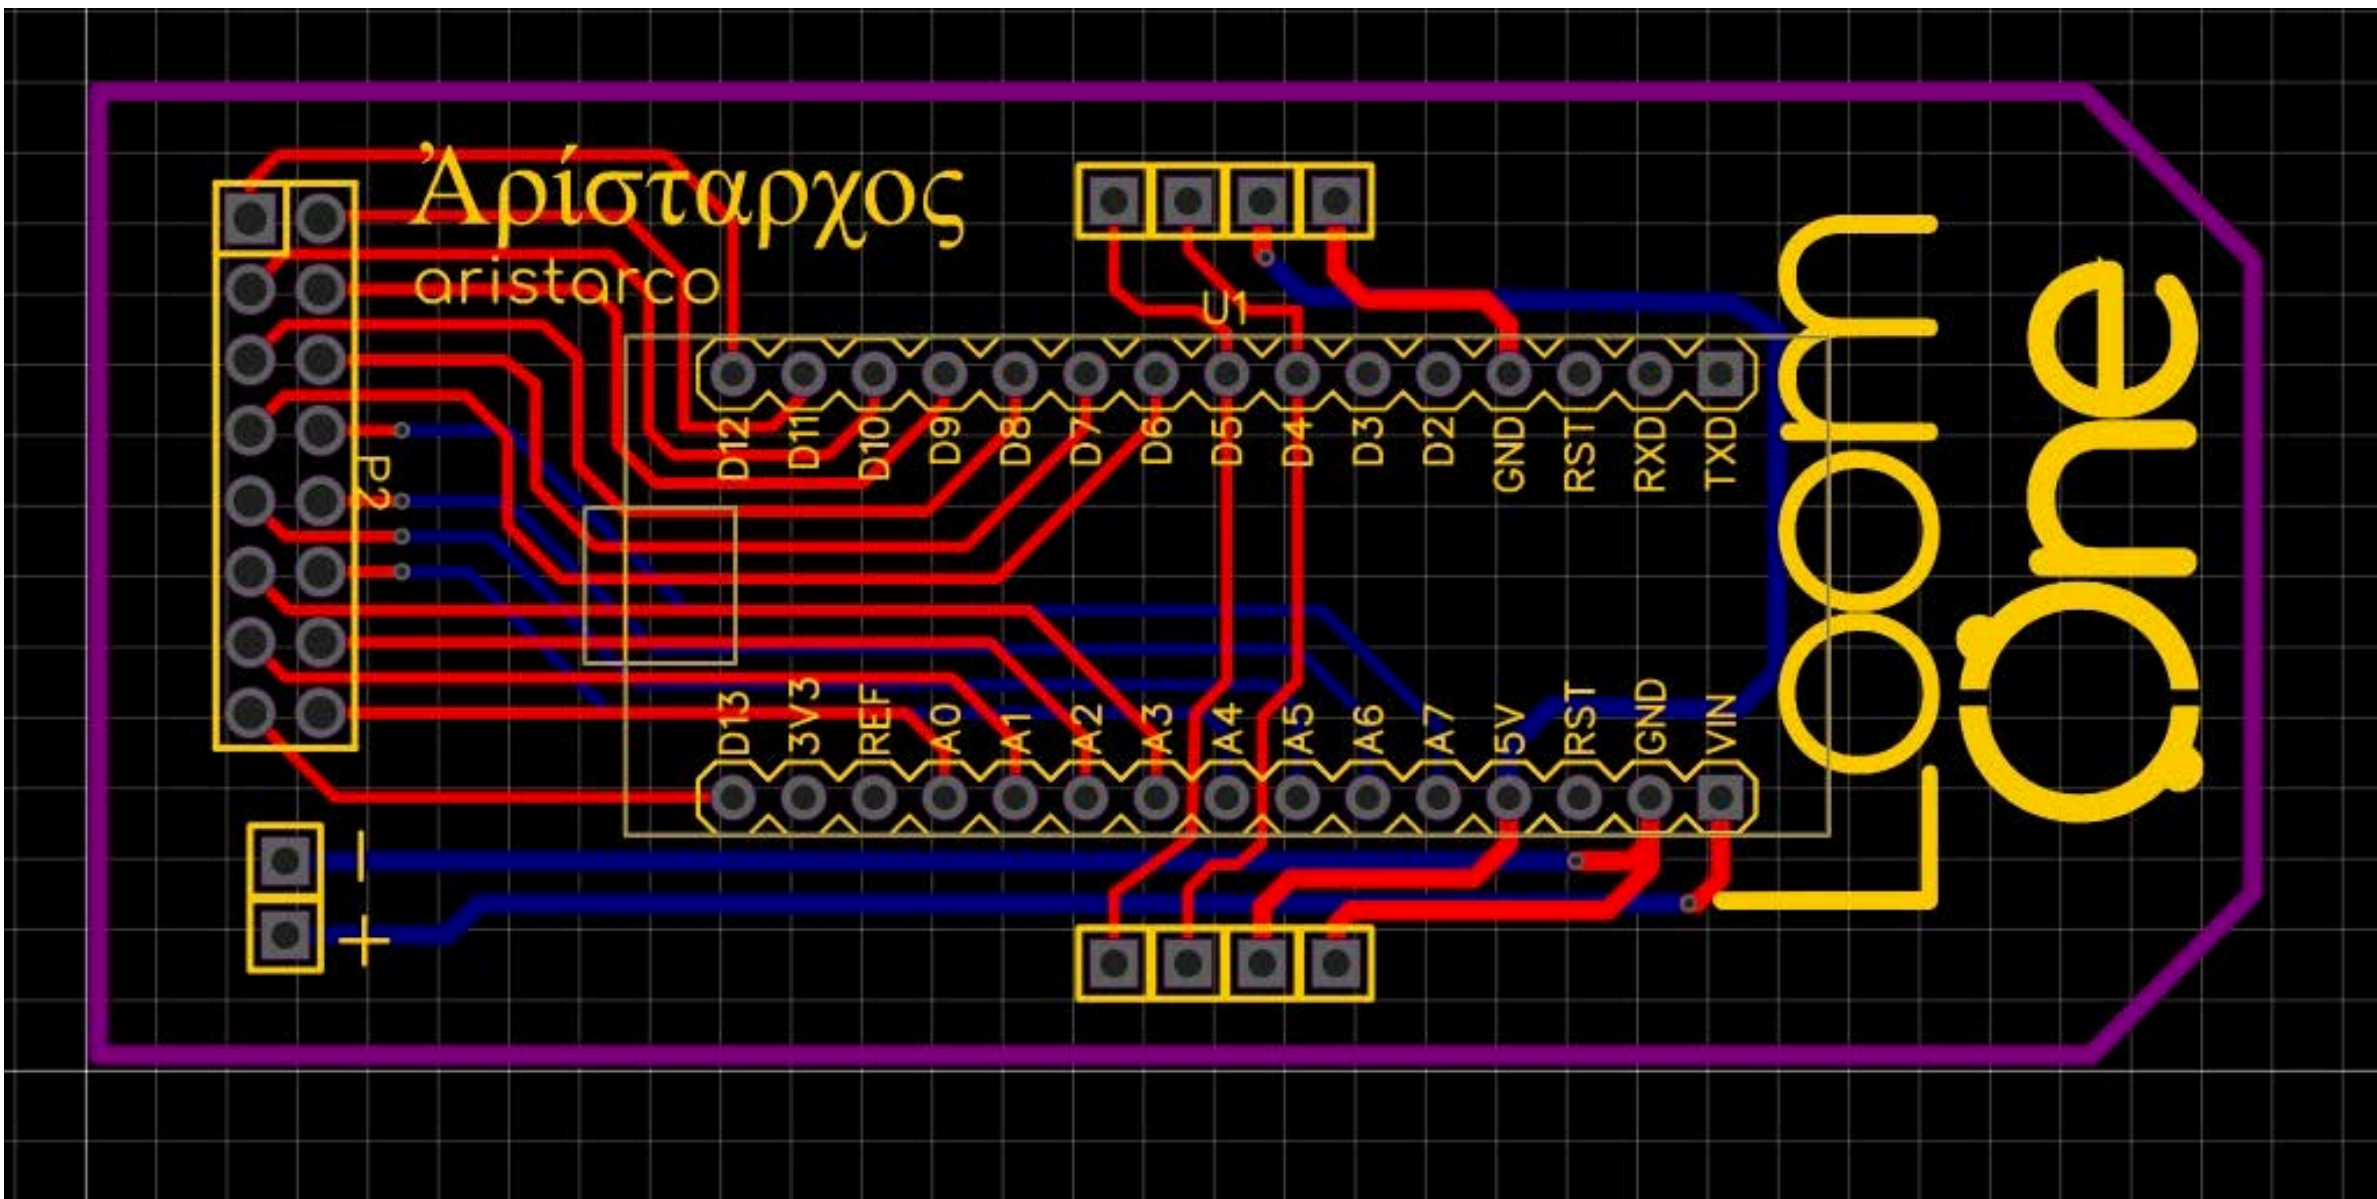 Ἀρίσταρχος
aristarco
U1
P2
D12 D11 D10 D9 D8 D7 D6 D5 D4 D3 D2 GND RST RXD TXD
D13 3V3 REF A0 A1 A2 A3 A4 A5 A6 A7 5V RST GND VIN
-
+
Loom
Qne